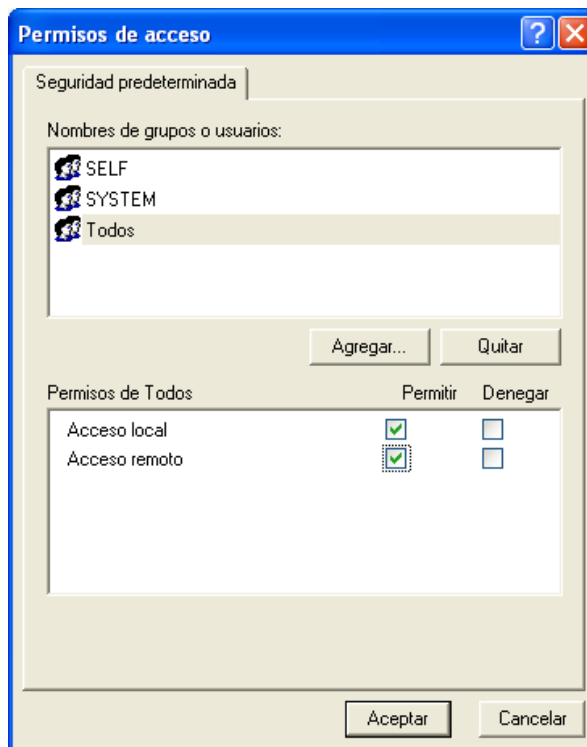 Permisos de acceso
Seguridad predeterminada
Nombres de grupos o usuarios:
SELF
SYSTEM
Todos
Agregar... Quitar
Permisos de Todos Permitir Denegar
Acceso local
Acceso remoto
Aceptar Cancelar